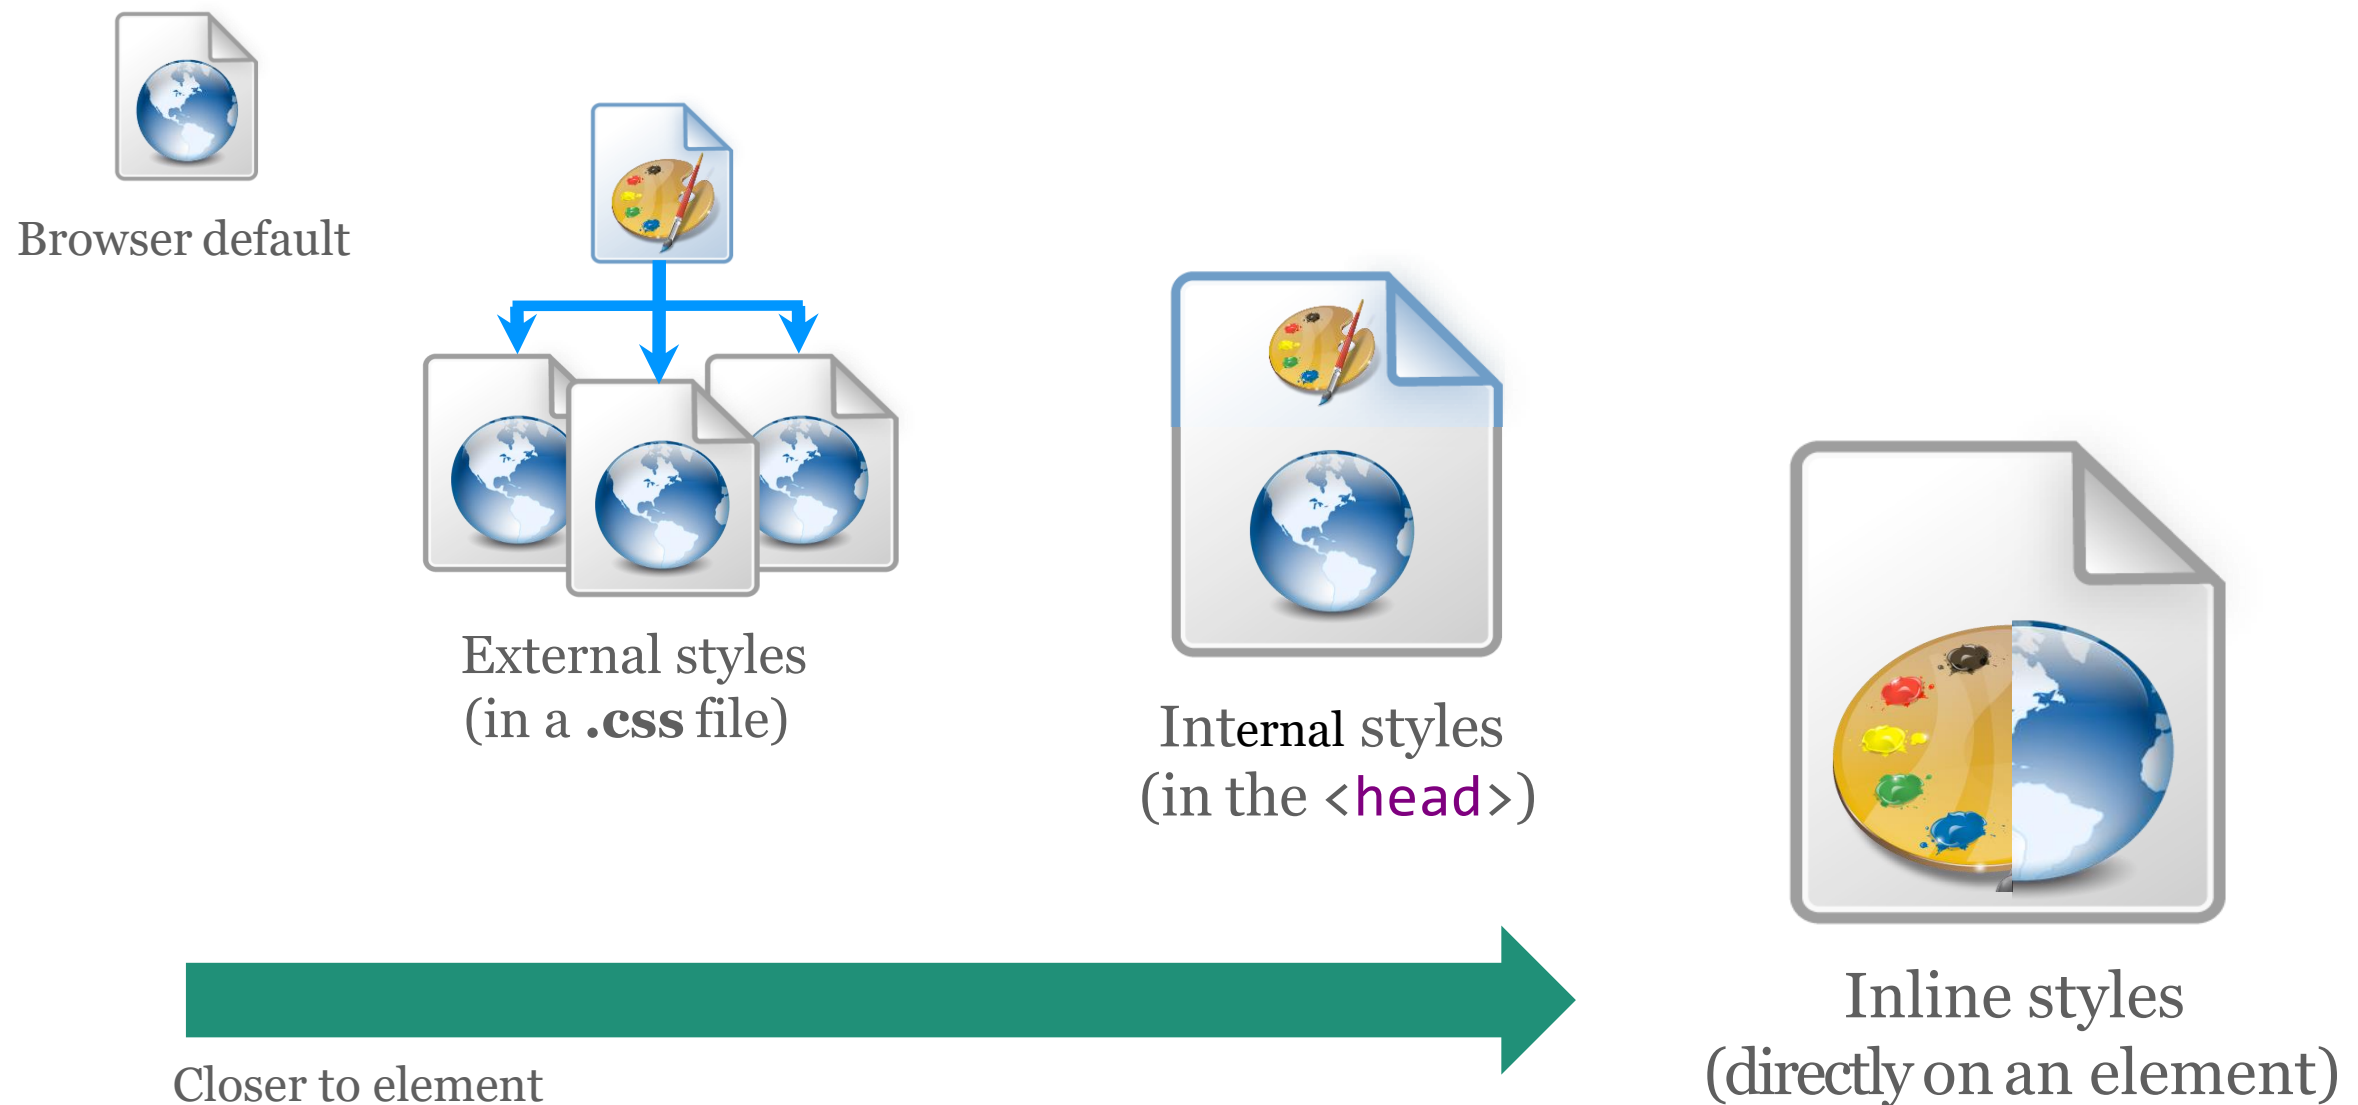 Browser default
External styles
(in a .css file)
Internal styles
(in the <head>)
Inline styles
(directly on an element)
Closer to element